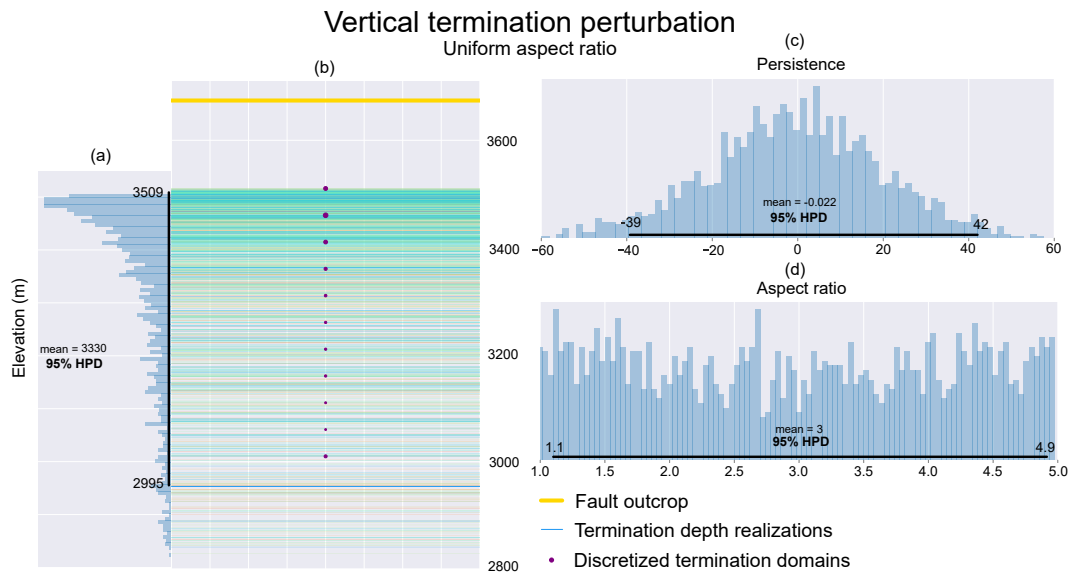 Vertical termination perturbation
Uniform aspect ratio
(a)
3509
mean = 3330
95% HPD
2995
Elevation (m)
(b)
3600
3400
3200
3000
2800
(c)
Persistence
mean = -0.022
95% HPD
-39
42
−60 −40 −20 0 20 40 60
(d)
Aspect ratio
mean = 3
95% HPD
1.1
4.9
1.0 1.5 2.0 2.5 3.0 3.5 4.0 4.5 5.0
Fault outcrop
Termination depth realizations
Discretized termination domains